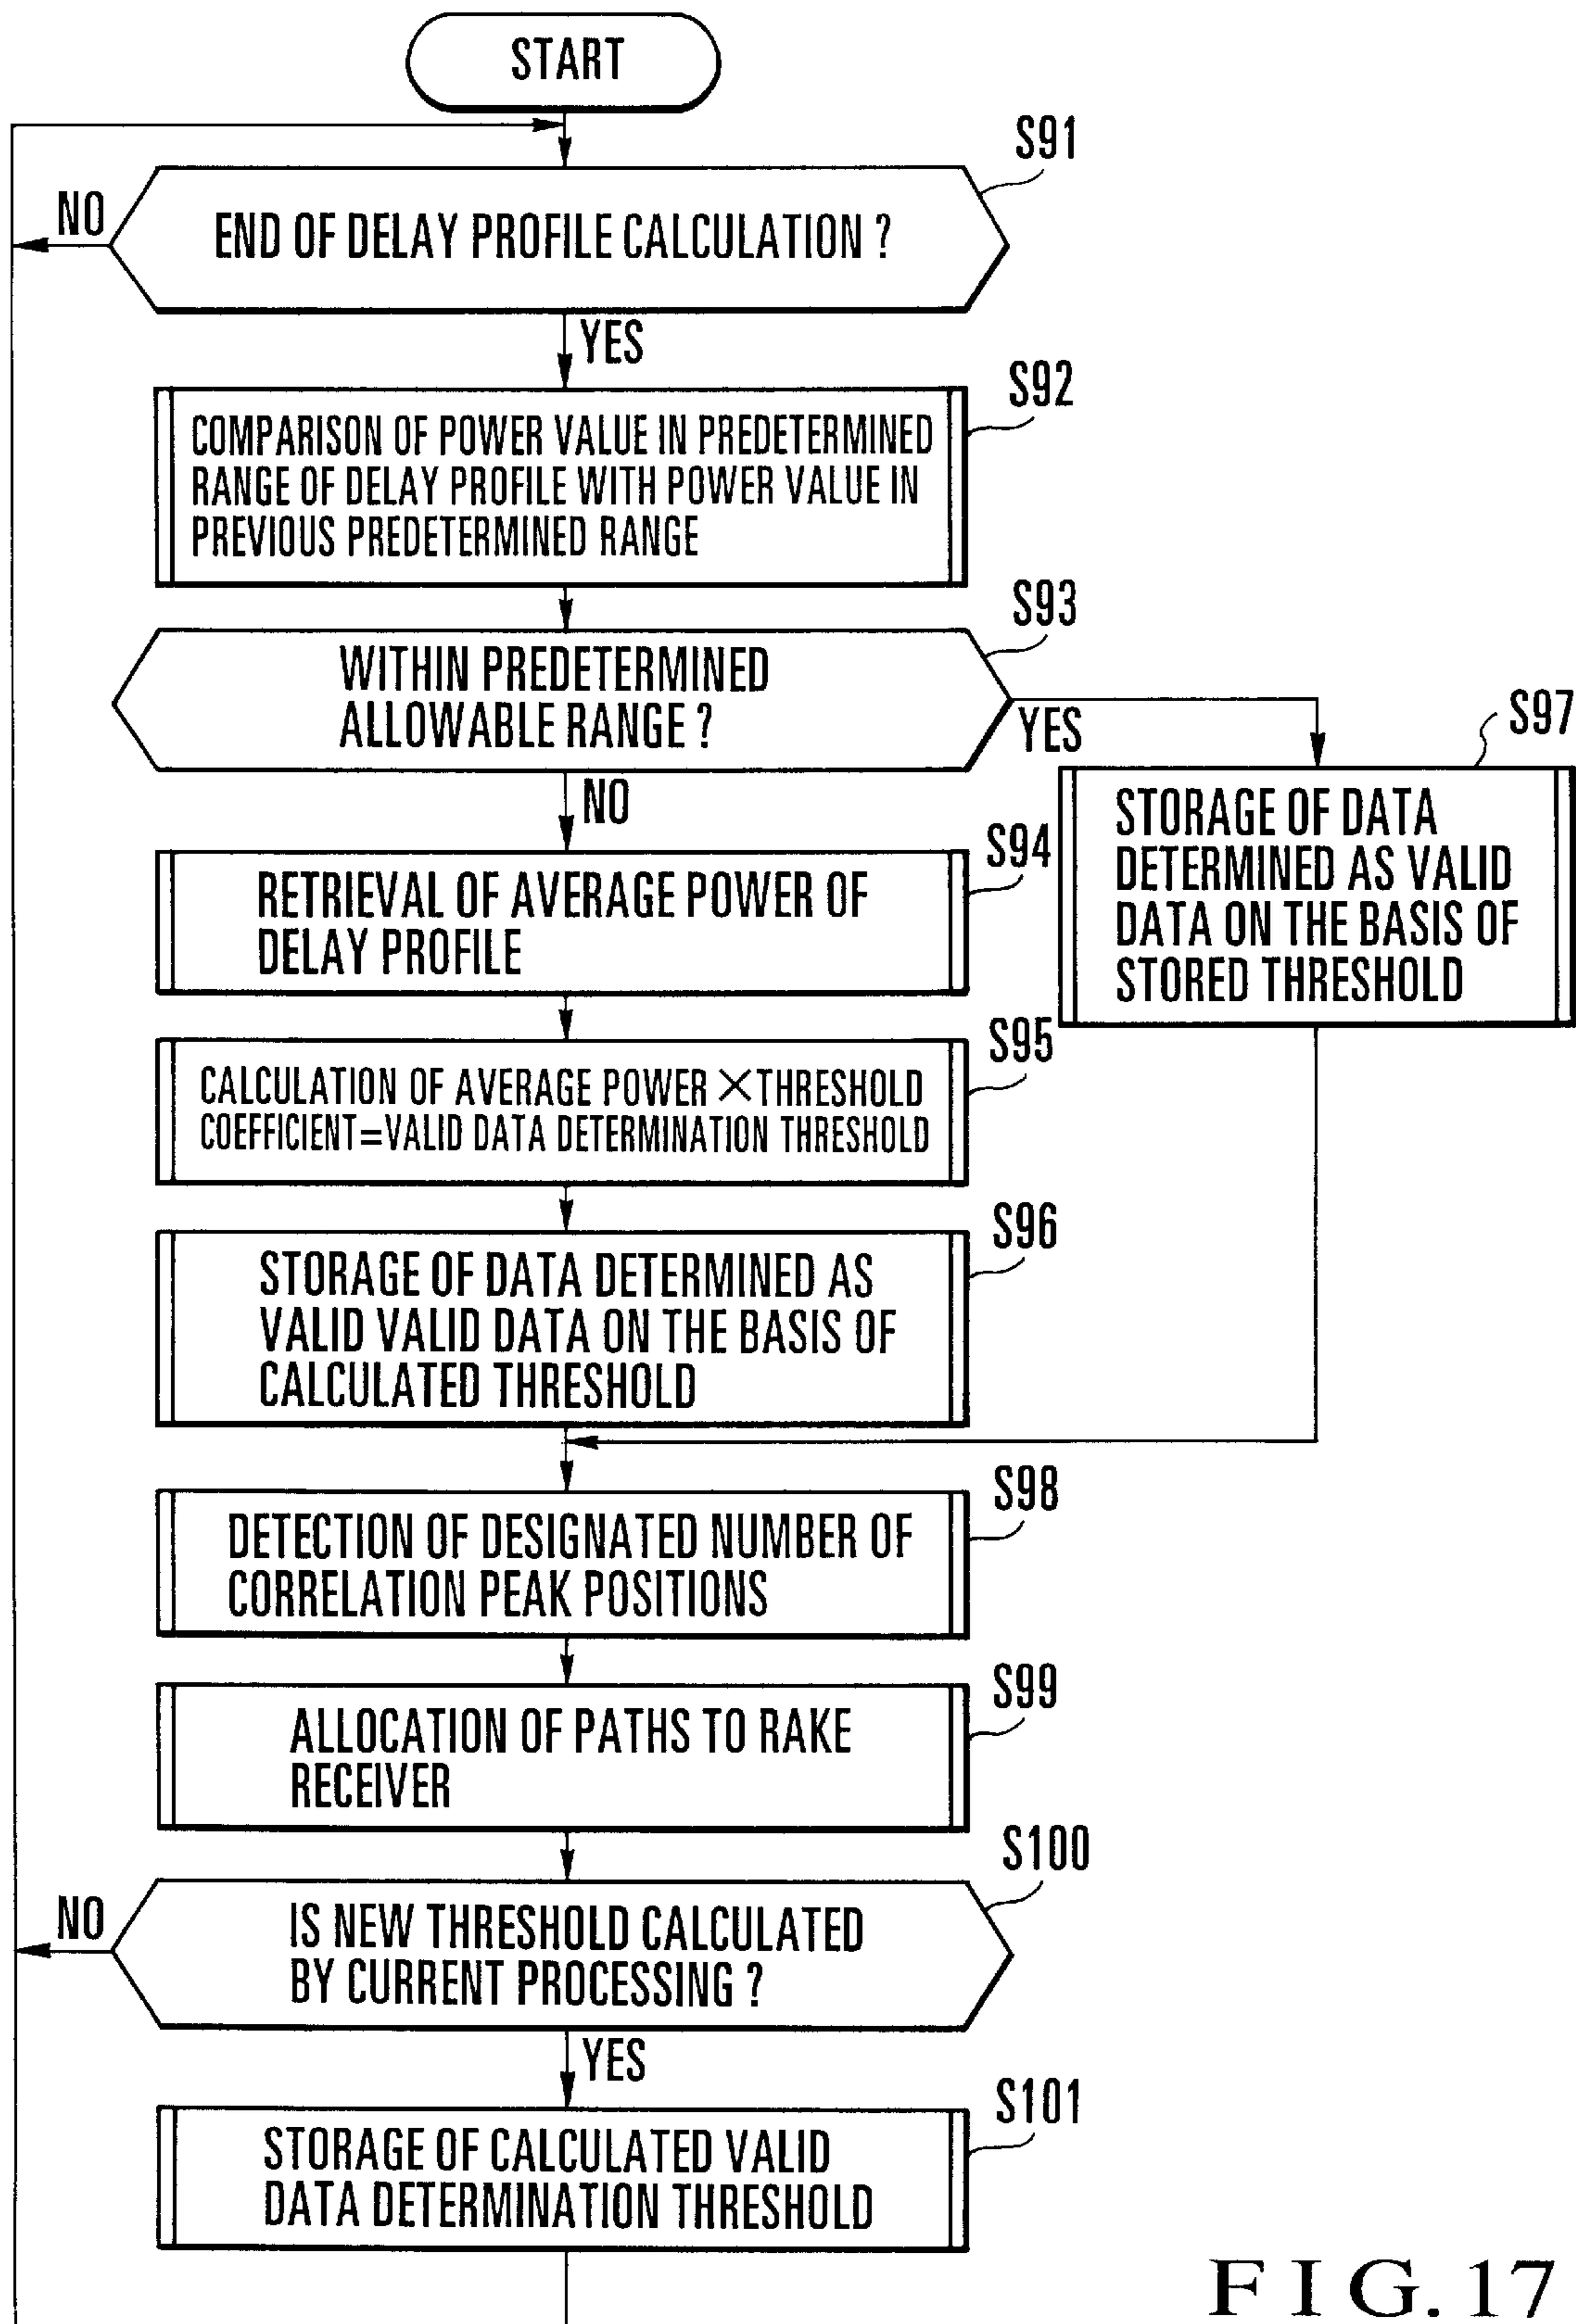 START
S91
NO
END OF DELAY PROFILE CALCULATION ?
YES
S92
COMPARISON OF POWER VALUE IN PREDETERMINED
RANGE OF DELAY PROFILE WITH POWER VALUE IN
PREVIOUS PREDETERMINED RANGE
S93
WITHIN PREDETERMINED
ALLOWABLE RANGE ?
YES
S97
NO
STORAGE OF DATA
DETERMINED AS VALID
DATA ON THE BASIS OF
STORED THRESHOLD
S94
RETRIEVAL OF AVERAGE POWER OF
DELAY PROFILE
S95
CALCULATION OF AVERAGE POWER ×THRESHOLD
COEFFICIENT=VALID DATA DETERMINATION THRESHOLD
S96
STORAGE OF DATA DETERMINED AS
VALID VALID DATA ON THE BASIS OF
CALCULATED THRESHOLD
S98
DETECTION OF DESIGNATED NUMBER OF
CORRELATION PEAK POSITIONS
S99
ALLOCATION OF PATHS TO RAKE
RECEIVER
S100
NO
IS NEW THRESHOLD CALCULATED
BY CURRENT PROCESSING ?
YES
S101
STORAGE OF CALCULATED VALID
DATA DETERMINATION THRESHOLD
FIG. 17